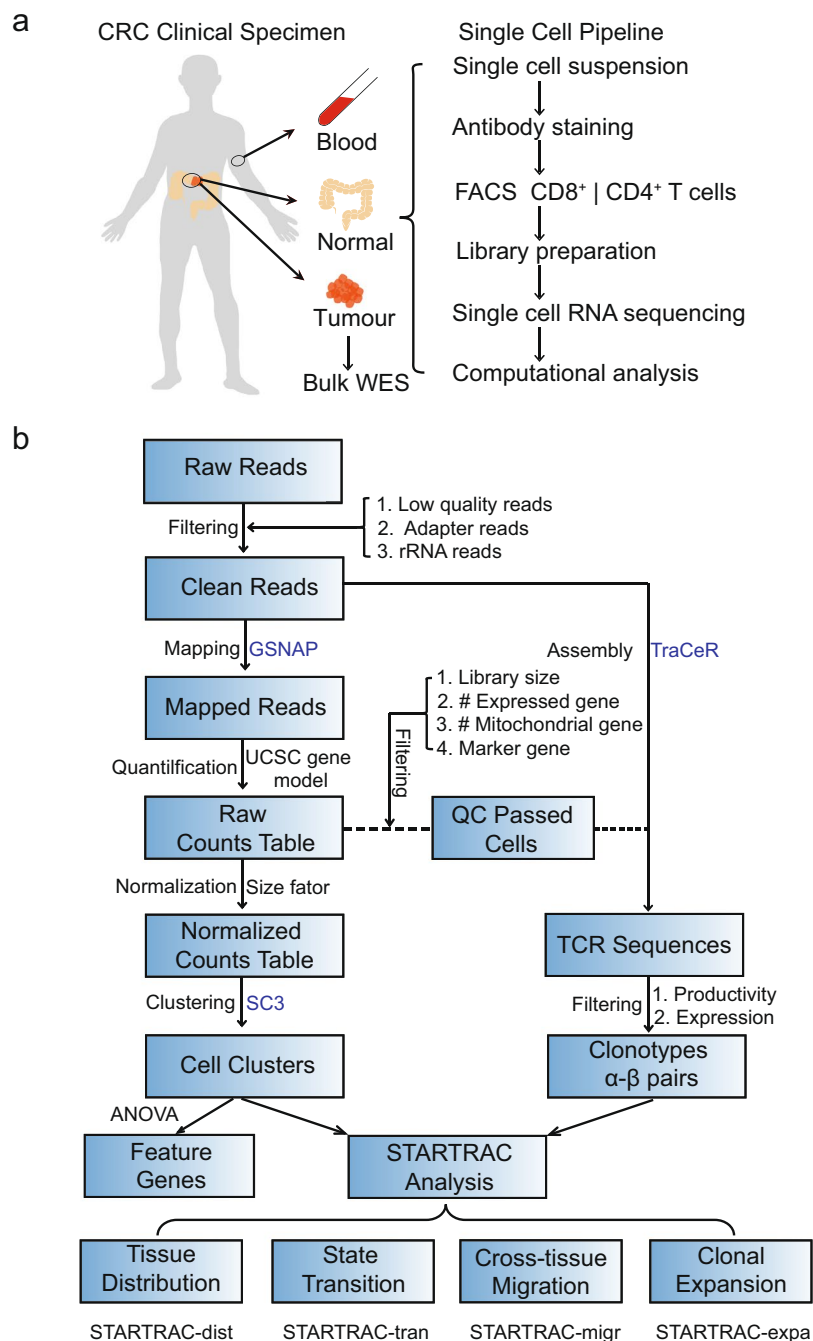 a
CRC Clinical Specimen
Blood
Normal
Tumour
Bulk WES
Single Cell Pipeline
Single cell suspension
Antibody staining
FACS CD8⁺ | CD4⁺ T cells
Library preparation
Single cell RNA sequencing
Computational analysis
b
Raw Reads
Filtering
1. Low quality reads
2. Adapter reads
3. rRNA reads
Clean Reads
Mapping GSNAP
Assembly TraCeR
Mapped Reads
1. Library size
2. # Expressed gene
3. # Mitochondrial gene
4. Marker gene
Filtering
Quantilfication UCSC gene
model
Raw
Counts Table
QC Passed
Cells
Normalization Size fator
Normalized
Counts Table
TCR Sequences
Clustering SC3
Filtering
1. Productivity
2. Expression
Cell Clusters
Clonotypes
α-β pairs
ANOVA
Feature
Genes
STARTRAC
Analysis
Tissue
Distribution
State
Transition
Cross-tissue
Migration
Clonal
Expansion
STARTRAC-dist
STARTRAC-tran
STARTRAC-migr
STARTRAC-expa